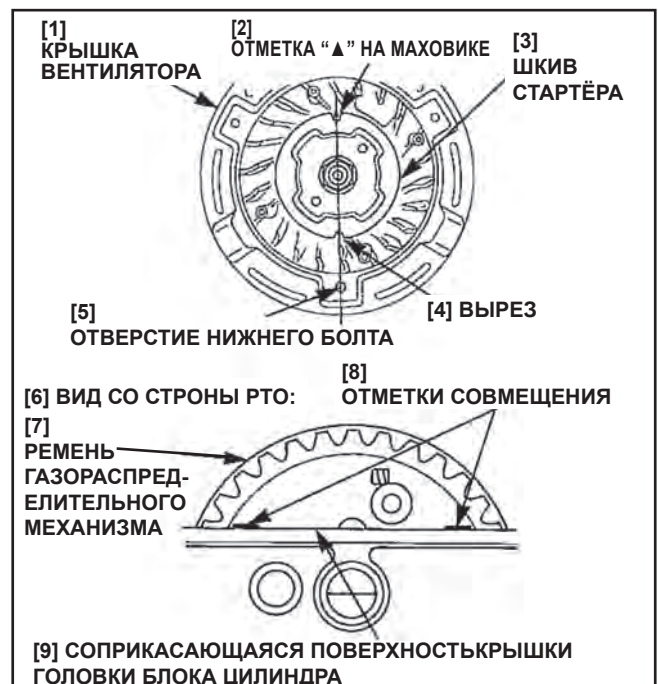 [1]
КРЫШКА
ВЕНТИЛЯТОРА
[2]
ОТМЕТКА “▲” НА МАХОВИКЕ
[3]
ШКИВ
СТАРТЁРА
[4] ВЫРЕЗ
[5]
ОТВЕРСТИЕ НИЖНЕГО БОЛТА
[6] ВИД СО СТРОНЫ PTO:
[8]
ОТМЕТКИ СОВМЕЩЕНИЯ
[7]
РЕМЕНЬ
ГАЗОРАСПРЕД-
ЕЛИТЕЛЬНОГО
МЕХАНИЗМА
[9] СОПРИКАСАЮЩАЯСЯ ПОВЕРХНОСТЬКРЫШКИ
ГОЛОВКИ БЛОКА ЦИЛИНДРА